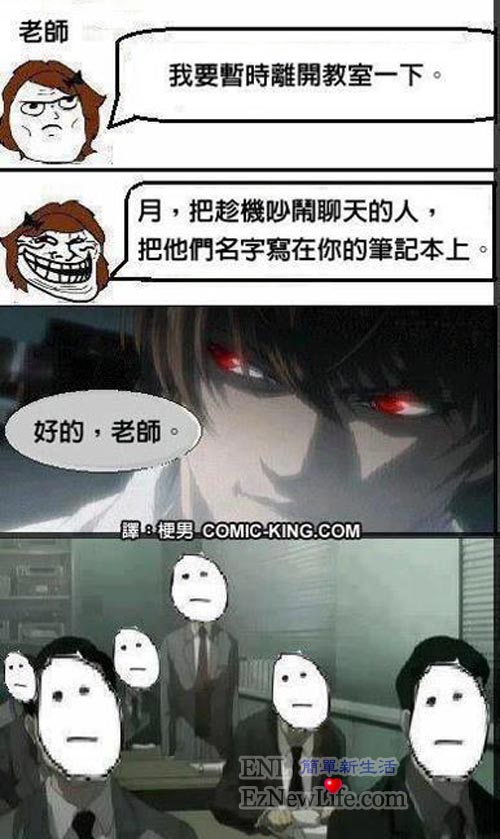 老師
我要暫時離開教室一下。
月，把趁機吵鬧聊天的人，
把他們名字寫在你的筆記本上。
好的，老師。
譯：梗男 COMIC-KING.COM
ENL 簡單新生活
EzNewLife.com